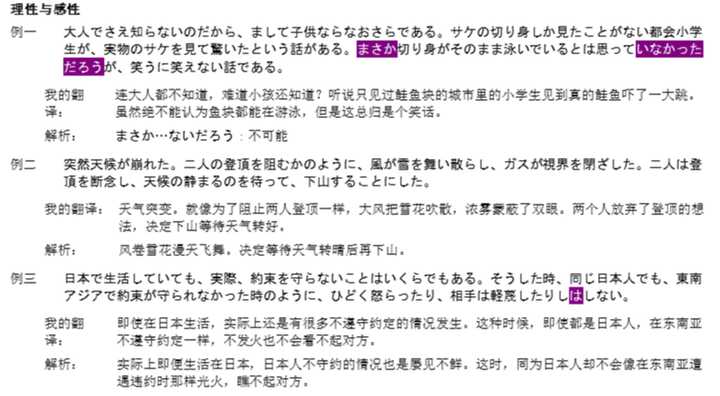 理性与感性
例一 大人でさえ知らないのだから、まして子供ならなおさらである。サケの切り身しか見たことがない都会小学
生が、実物のサケを見て驚いたという話がある。まさか切り身がそのまま泳いでいるとは思っていなかった
だろうが、笑うに笑えない話である。
我的翻 连大人都不知道，难道小孩还知道？听说只见过鲑鱼块的城市里的小学生见到真的鲑鱼吓了一大跳。
译： 虽然绝不能认为鱼块都能在游泳，但是这总归是个笑话。
解析： まさか…ないだろう：不可能
例二 突然天候が崩れた。二人の登頂を阻むかのように、風が雪を舞い散らし、ガスが視界を閉ざした。二人は登
頂を断念し、天候の静まるのを待って、下山することにした。
我的翻译： 天气突变。就像为了阻止两人登顶一样，大风把雪花吹散，浓雾蒙蔽了双眼。两个人放弃了登顶的想
法，决定下山等待天气转好。
解析： 风卷雪花漫天飞舞。决定等待天气转晴后再下山。
例三 日本で生活していても、実際、約束を守らないことはいくらでもある。そうした時、同じ日本人でも、東南
アジアで約束が守られなかった時のように、ひどく怒らったり、相手は軽蔑したりしはしない。
我的翻 即使在日本生活，实际上还是有很多不遵守约定的情况发生。这种时候，即使都是日本人，在东南亚
译： 不遵守约定一样，不发火也不会看不起对方。
解析： 实际上即便生活在日本，日本人不守约的情况也是屡见不鲜。这时，同为日本人却不会像在东南亚遭
遇违约时那样光火，瞧不起对方。